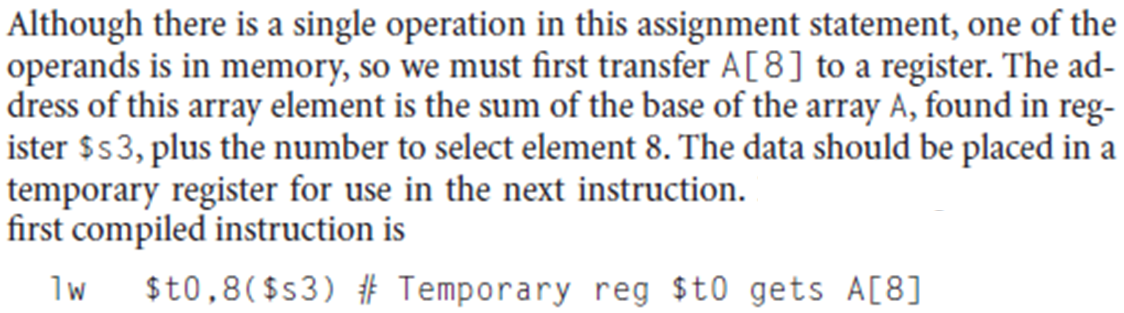 Although there is a single operation in this assignment statement, one of the
operands is in memory, so we must first transfer A[8] to a register. The ad-
dress of this array element is the sum of the base of the array A, found in reg-
ister $s3, plus the number to select element 8. The data should be placed in a
temporary register for use in the next instruction.
first compiled instruction is
lw $t0,8($s3) # Temporary reg $t0 gets A[8]